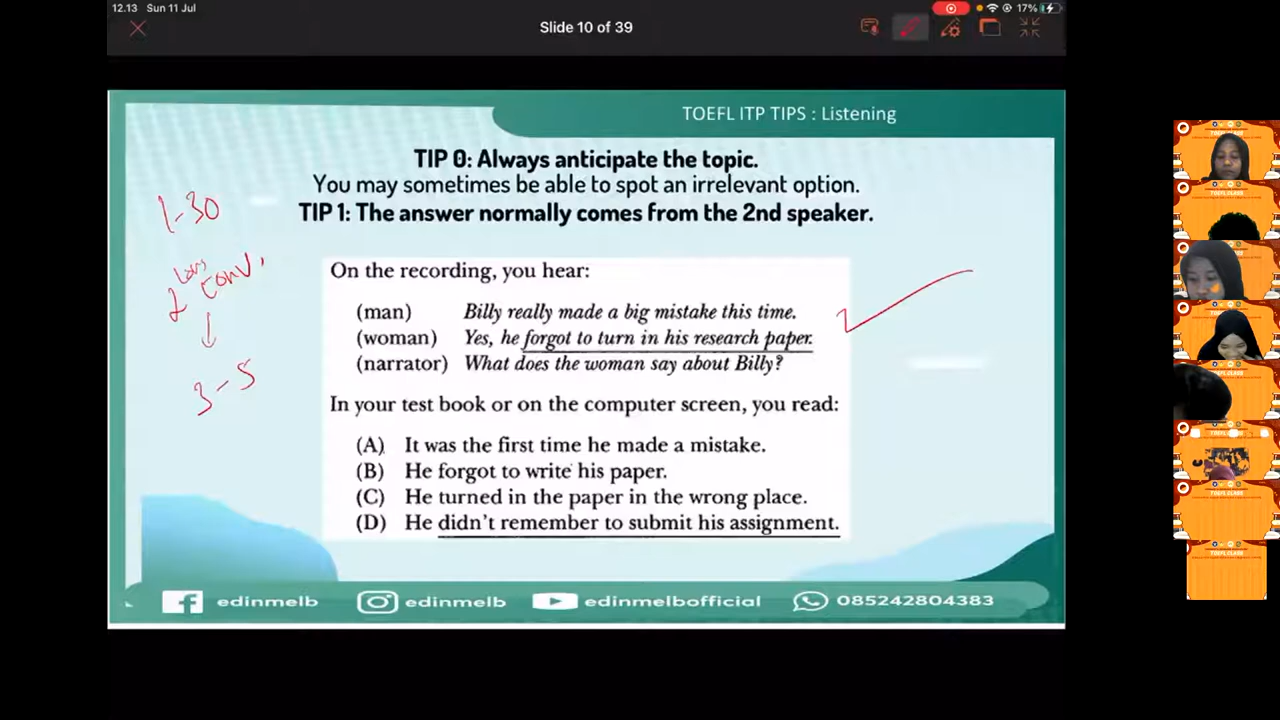 12.13 Sun 11 Jul
17%
Slide 10 of 39
TOEFL ITP TIPS : Listening
TIP 0: Always anticipate the topic.
You may sometimes be able to spot an irrelevant option.
TIP 1: The answer normally comes from the 2nd speaker.
1-30
2 Conv.
3-5
On the recording, you hear:
(man) Billy really made a big mistake this time.
(woman) Yes, he forgot to turn in his research paper.
(narrator) What does the woman say about Billy?
In your test book or on the computer screen, you read:
(A) It was the first time he made a mistake.
(B) He forgot to write his paper.
(C) He turned in the paper in the wrong place.
(D) He didn't remember to submit his assignment.
edinmelb
edinmelb
edinmelbofficial
085242804383